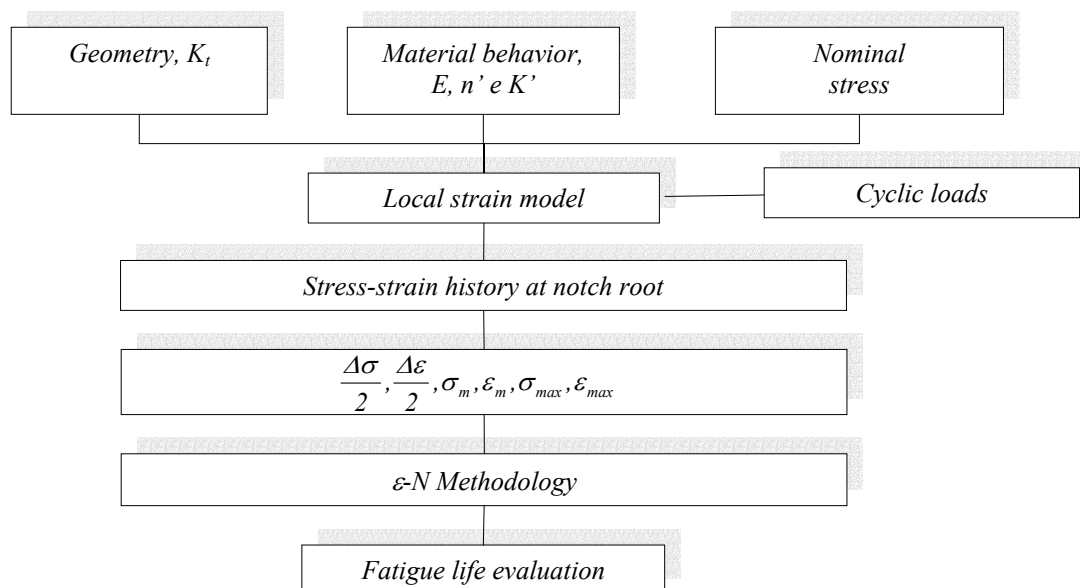 Geometry, Kt
Material behavior,
E, n' e K'
Nominal
stress
Local strain model
Cyclic loads
Stress-strain history at notch root
Δσ/2, Δε/2, σm, εm, σmax, εmax
ε-N Methodology
Fatigue life evaluation